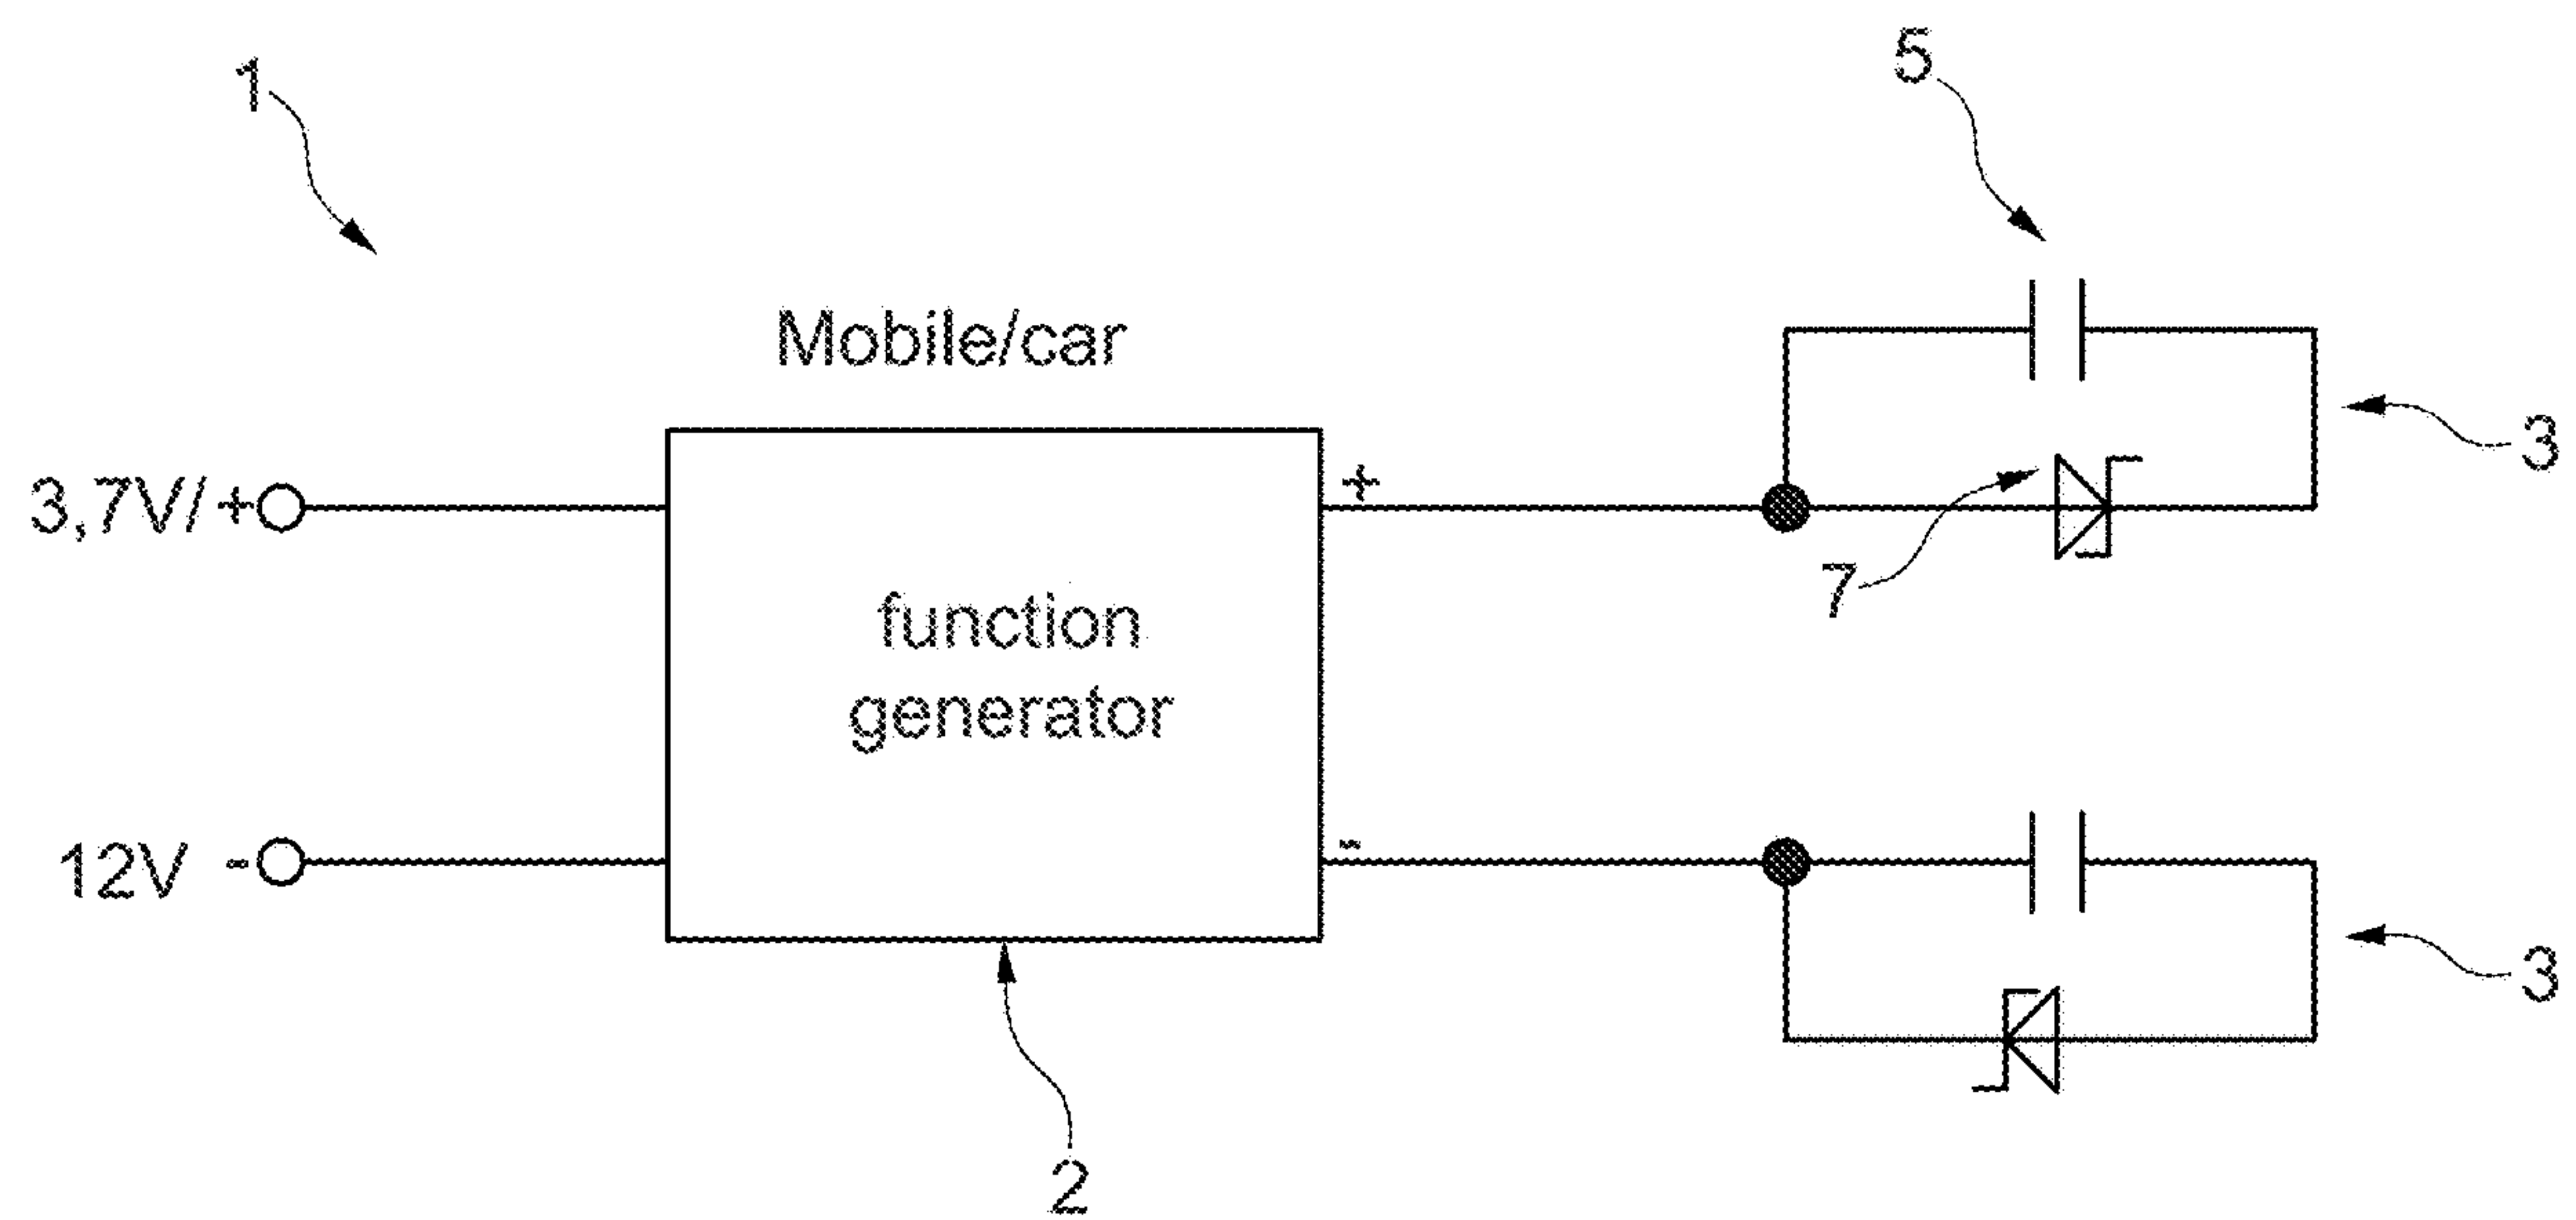 1
5
Mobile/car
3
3,7V/+
+
7
function
generator
12V -
-
3
2